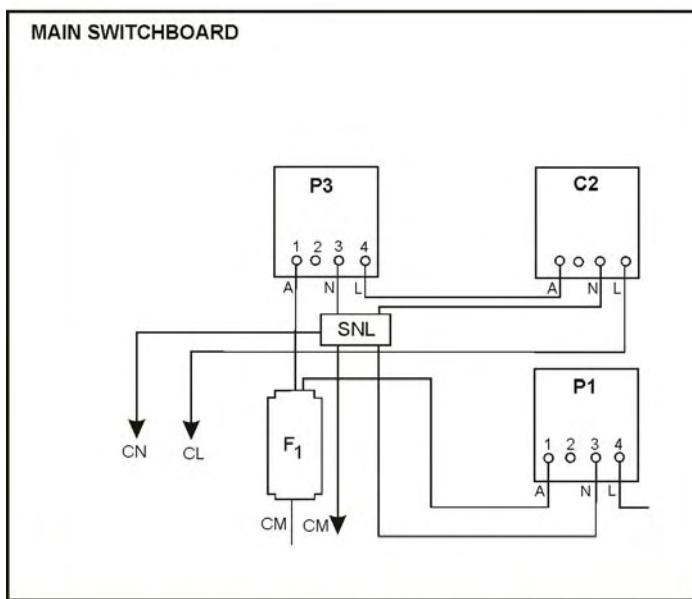 MAIN SWITCHBOARD
P3
C2
1 2 3 4
A N L
A N L
SNL
P1
1 2 3 4
F1
CN CL
A N L
CM CM